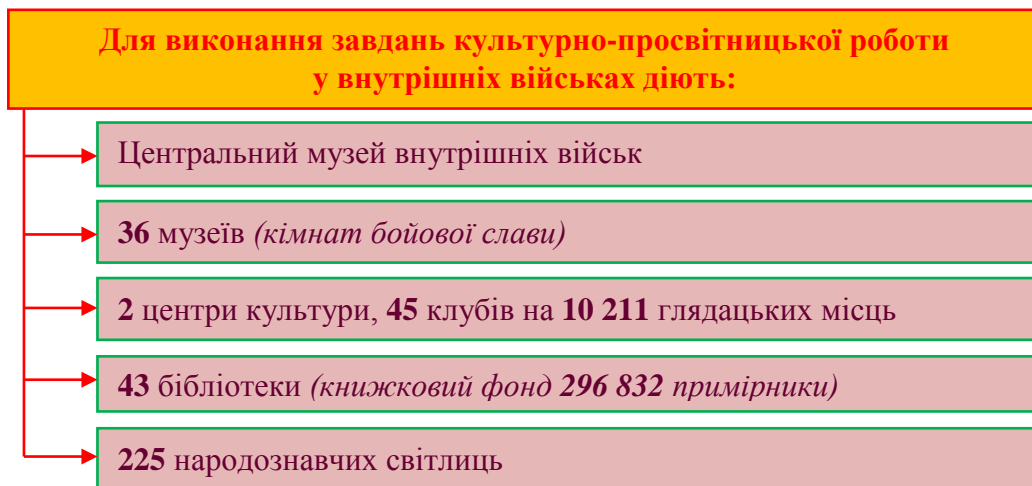 Для виконання завдань культурно-просвітницької роботи
у внутрішніх військах діють:
Центральний музей внутрішніх військ
36 музеїв (кімнат бойової слави)
2 центри культури, 45 клубів на 10 211 глядацьких місць
43 бібліотеки (книжковий фонд 296 832 примірники)
225 народознавчих світлиць